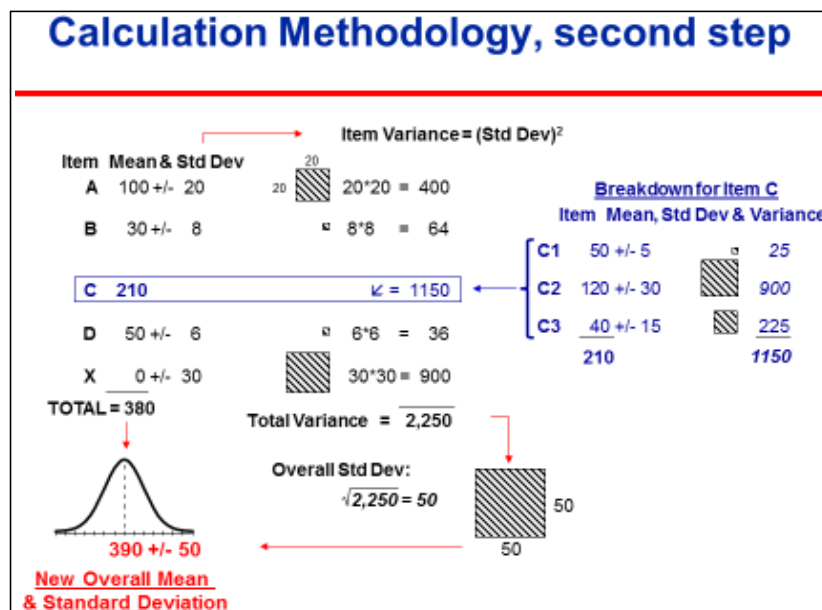 Calculation Methodology, second step
Item Variance = (Std Dev)²
Item Mean & Std Dev
20
A 100 +/- 20 20 20*20 = 400
B 30 +/- 8 8*8 = 64
C 210 ↙ = 1150
D 50 +/- 6 6*6 = 36
X 0 +/- 30 30*30 = 900
TOTAL = 380
Total Variance = 2,250
Breakdown for Item C
Item Mean, Std Dev & Variance
C1 50 +/- 5 25
C2 120 +/- 30 900
C3 40 +/- 15 225
210 1150
Overall Std Dev:
√2,250 = 50
50
50
390 +/- 50
New Overall Mean
& Standard Deviation